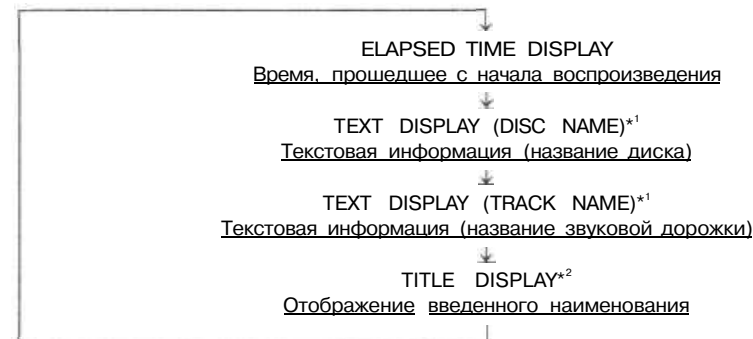 ELAPSED TIME DISPLAY
Время, прошедшее с начала воспроизведения
TEXT DISPLAY (DISC NAME)*1
Текстовая информация (название диска)
TEXT DISPLAY (TRACK NAME)*1
Текстовая информация (название звуковой дорожки)
TITLE DISPLAY*2
Отображение введенного наименования